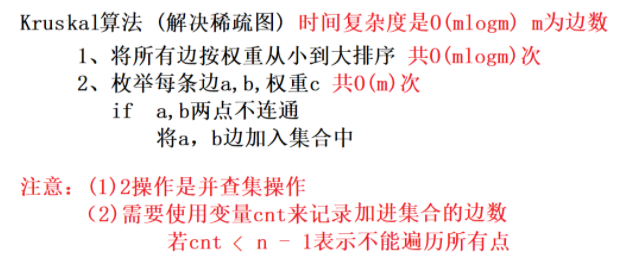 Kruskal算法 (解决稀疏图) 时间复杂度是O(mlogm) m为边数
1、将所有边按权重从小到大排序 共O(mlogm)次
2、枚举每条边a,b,权重c 共O(m)次
if a,b两点不连通
将a, b边加入集合中
注意: (1)2操作是并查集操作
(2)需要使用变量cnt来记录加进集合的边数
若cnt < n - 1表示不能遍历所有点